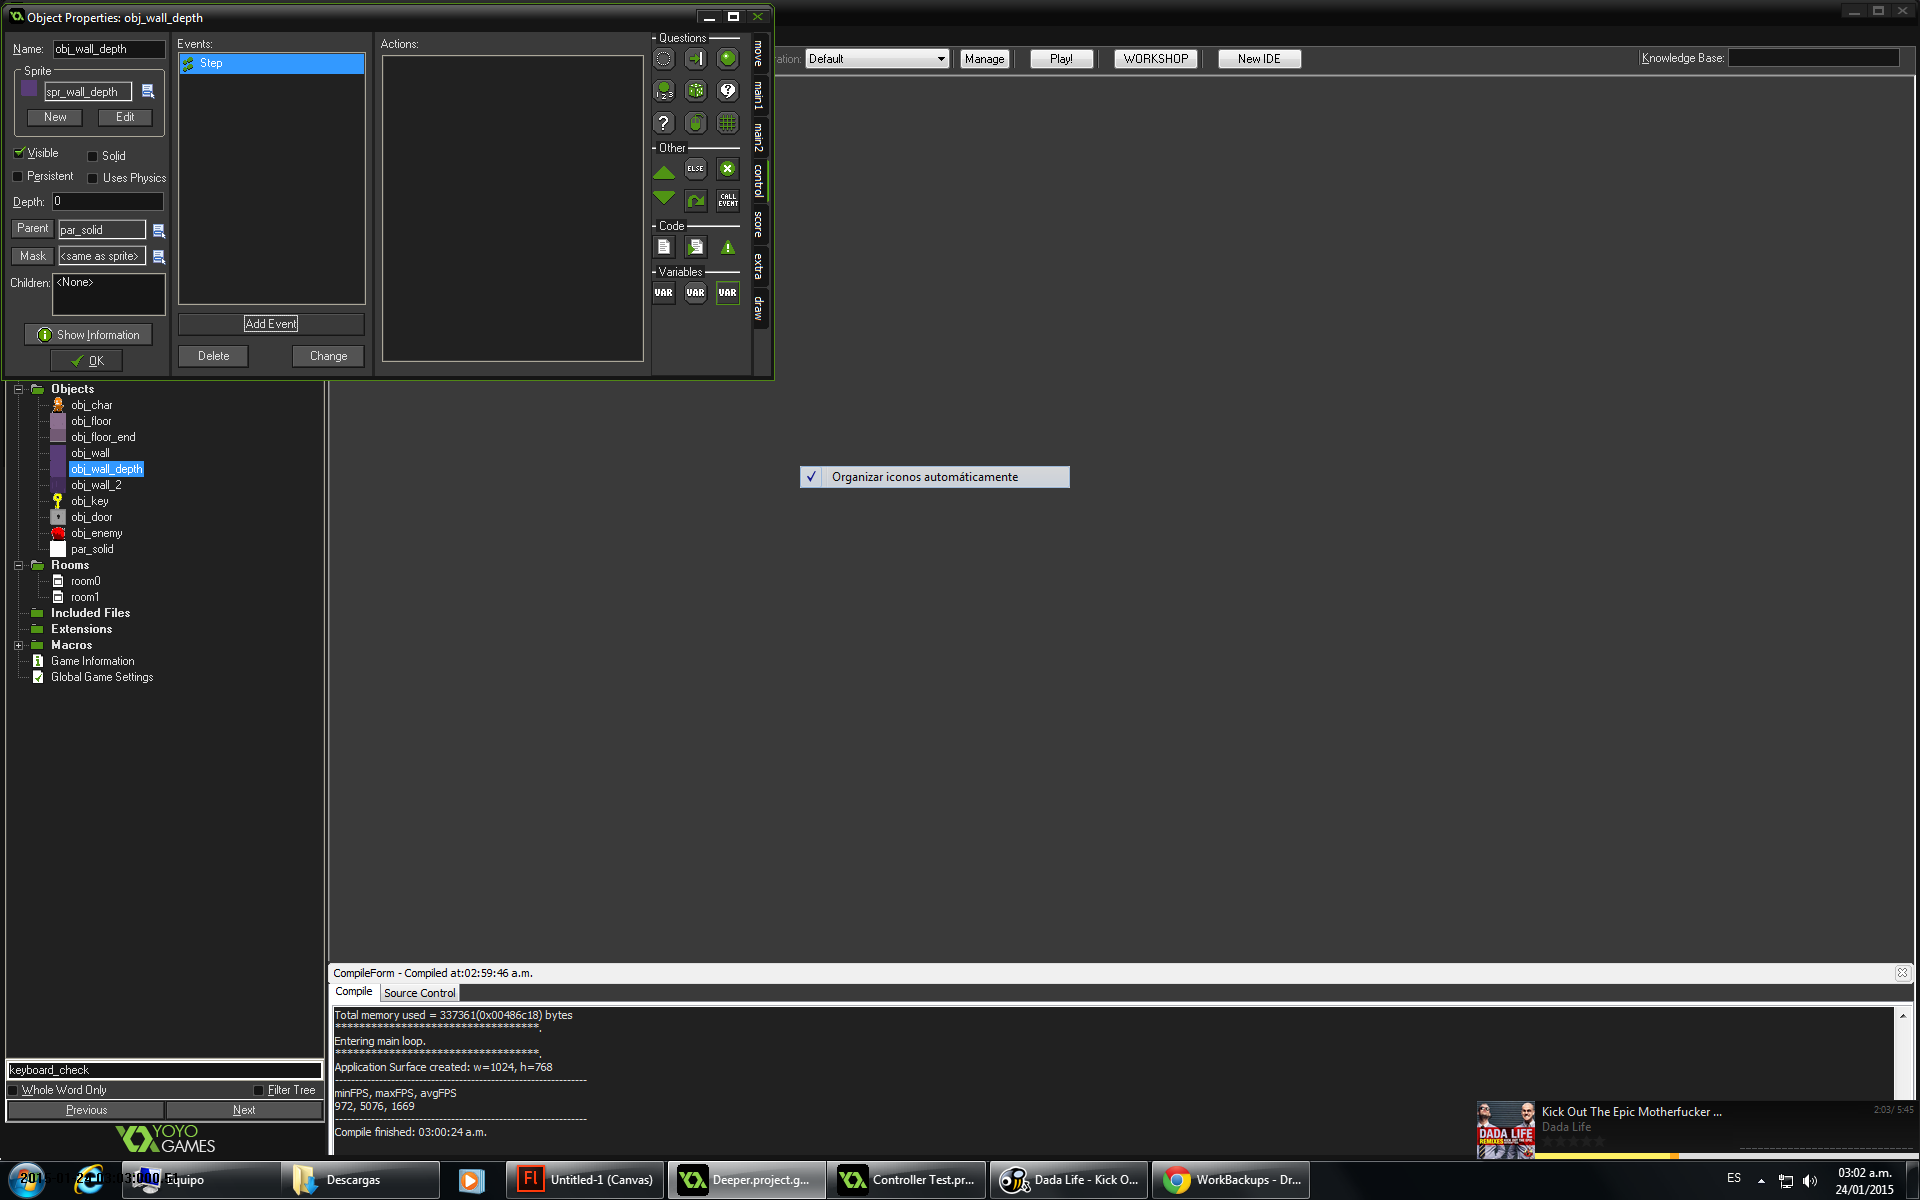 Object Properties: obj_wall_depth
Name: obj_wall_depth
Sprite
spr_wall_depth
New Edit
Visible Solid
Persistent Uses Physics
Depth: 0
Parent par_solid
Mask <same as sprite>
Children: <None>
Show Information
OK
Events:
Step
Add Event
Delete Change
Actions:
Questions
Other
ELSE
CALL EVENT
Code
Variables
VAR VAR VAR
move
main1
main2
control
score
extra
draw
ation: Default
Manage
Play!
WORKSHOP
New IDE
Knowledge Base:
Objects
obj_char
obj_floor
obj_floor_end
obj_wall
obj_wall_depth
obj_wall_2
obj_key
obj_door
obj_enemy
par_solid
Rooms
room0
room1
Included Files
Extensions
Macros
Game Information
Global Game Settings
Organizar iconos automáticamente
keyboard_check
Whole Word Only Filter Tree
Previous Next
YOYO GAMES
CompileForm - Compiled at:02:59:46 a.m.
Compile Source Control
Total memory used = 337361(0x00486c18) bytes
**********************************.
Entering main loop.
**********************************.
Application Surface created: w=1024, h=768
minFPS, maxFPS, avgFPS
972, 5076, 1669
Compile finished: 03:00:24 a.m.
DADA LIFE
Kick Out The Epic Motherfucker ...
Dada Life
2:03/ 5:45
Equipo
Descargas
Untitled-1 (Canvas)
Deeper.project.g...
Controller Test.pr...
Dada Life - Kick O...
WorkBackups - Dr...
ES
03:02 a.m.
24/01/2015